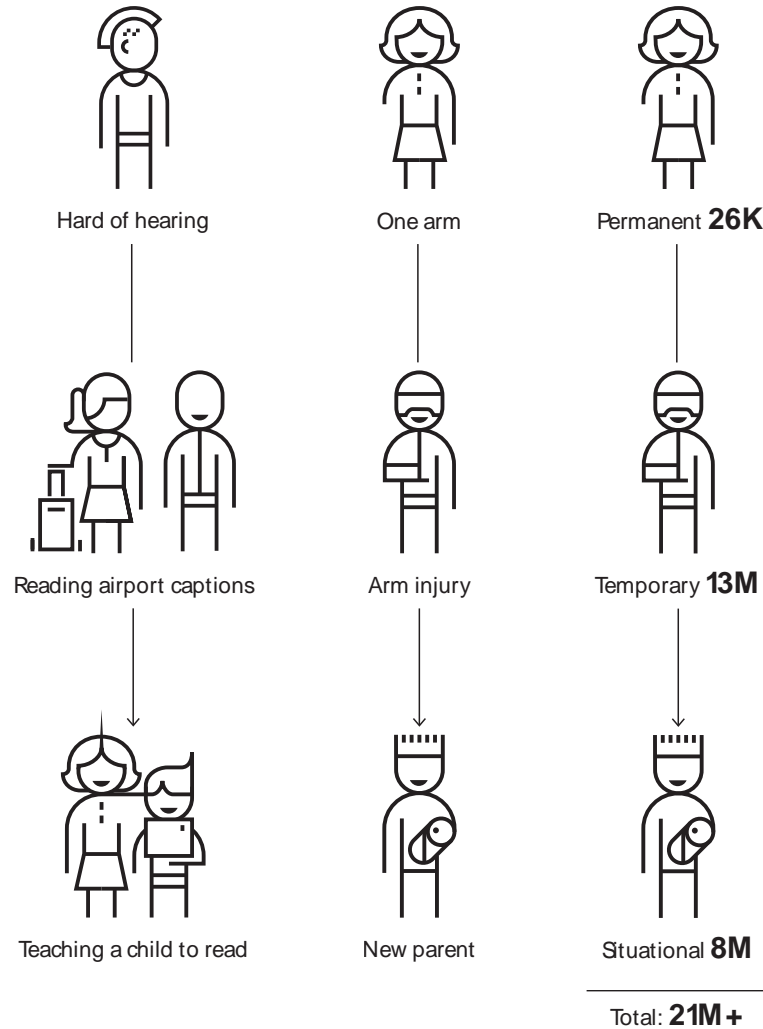 Hard of hearing
One arm
Permanent 26K
Reading airport captions
Arm injury
Temporary 13M
Teaching a child to read
New parent
Situational 8M
Total: 21M+